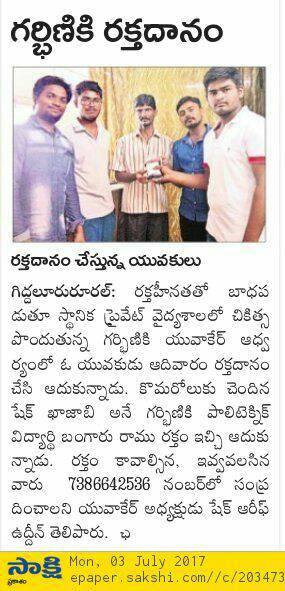 గర్భిణికి రక్తదానం
రక్తదానం చేస్తున్న యువకులు
గిద్దలూరురూరల్: రక్తహీనతతో బాధప
డుతూ స్థానిక ప్రైవేట్ వైద్యశాలలో చికిత్స
పొందుతున్న గర్భిణికి యువాకేర్ ఆధ్వ
ర్యంలో ఓ యువకుడు ఆదివారం రక్తదానం
చేసి ఆదుకున్నాడు. కొమరోలుకు చెందిన
షేక్ ఖాజాబి అనే గర్భిణికి పాలిటెక్నిక్
విద్యార్థి బంగారు రాము రక్తం ఇచ్చి ఆదుకు
న్నాడు. రక్తం కావాల్సిన, ఇవ్వవలసిన
వారు 7386642536 నంబర్‌లో సంప్ర
దించాలని యువాకేర్ అధ్యక్షుడు షేక్ ఆరీఫ్
ఉద్దీన్ తెలిపారు.
సాక్షి Mon, 03 July 2017
ప్రకాశం epaper.sakshi.com//c/203473